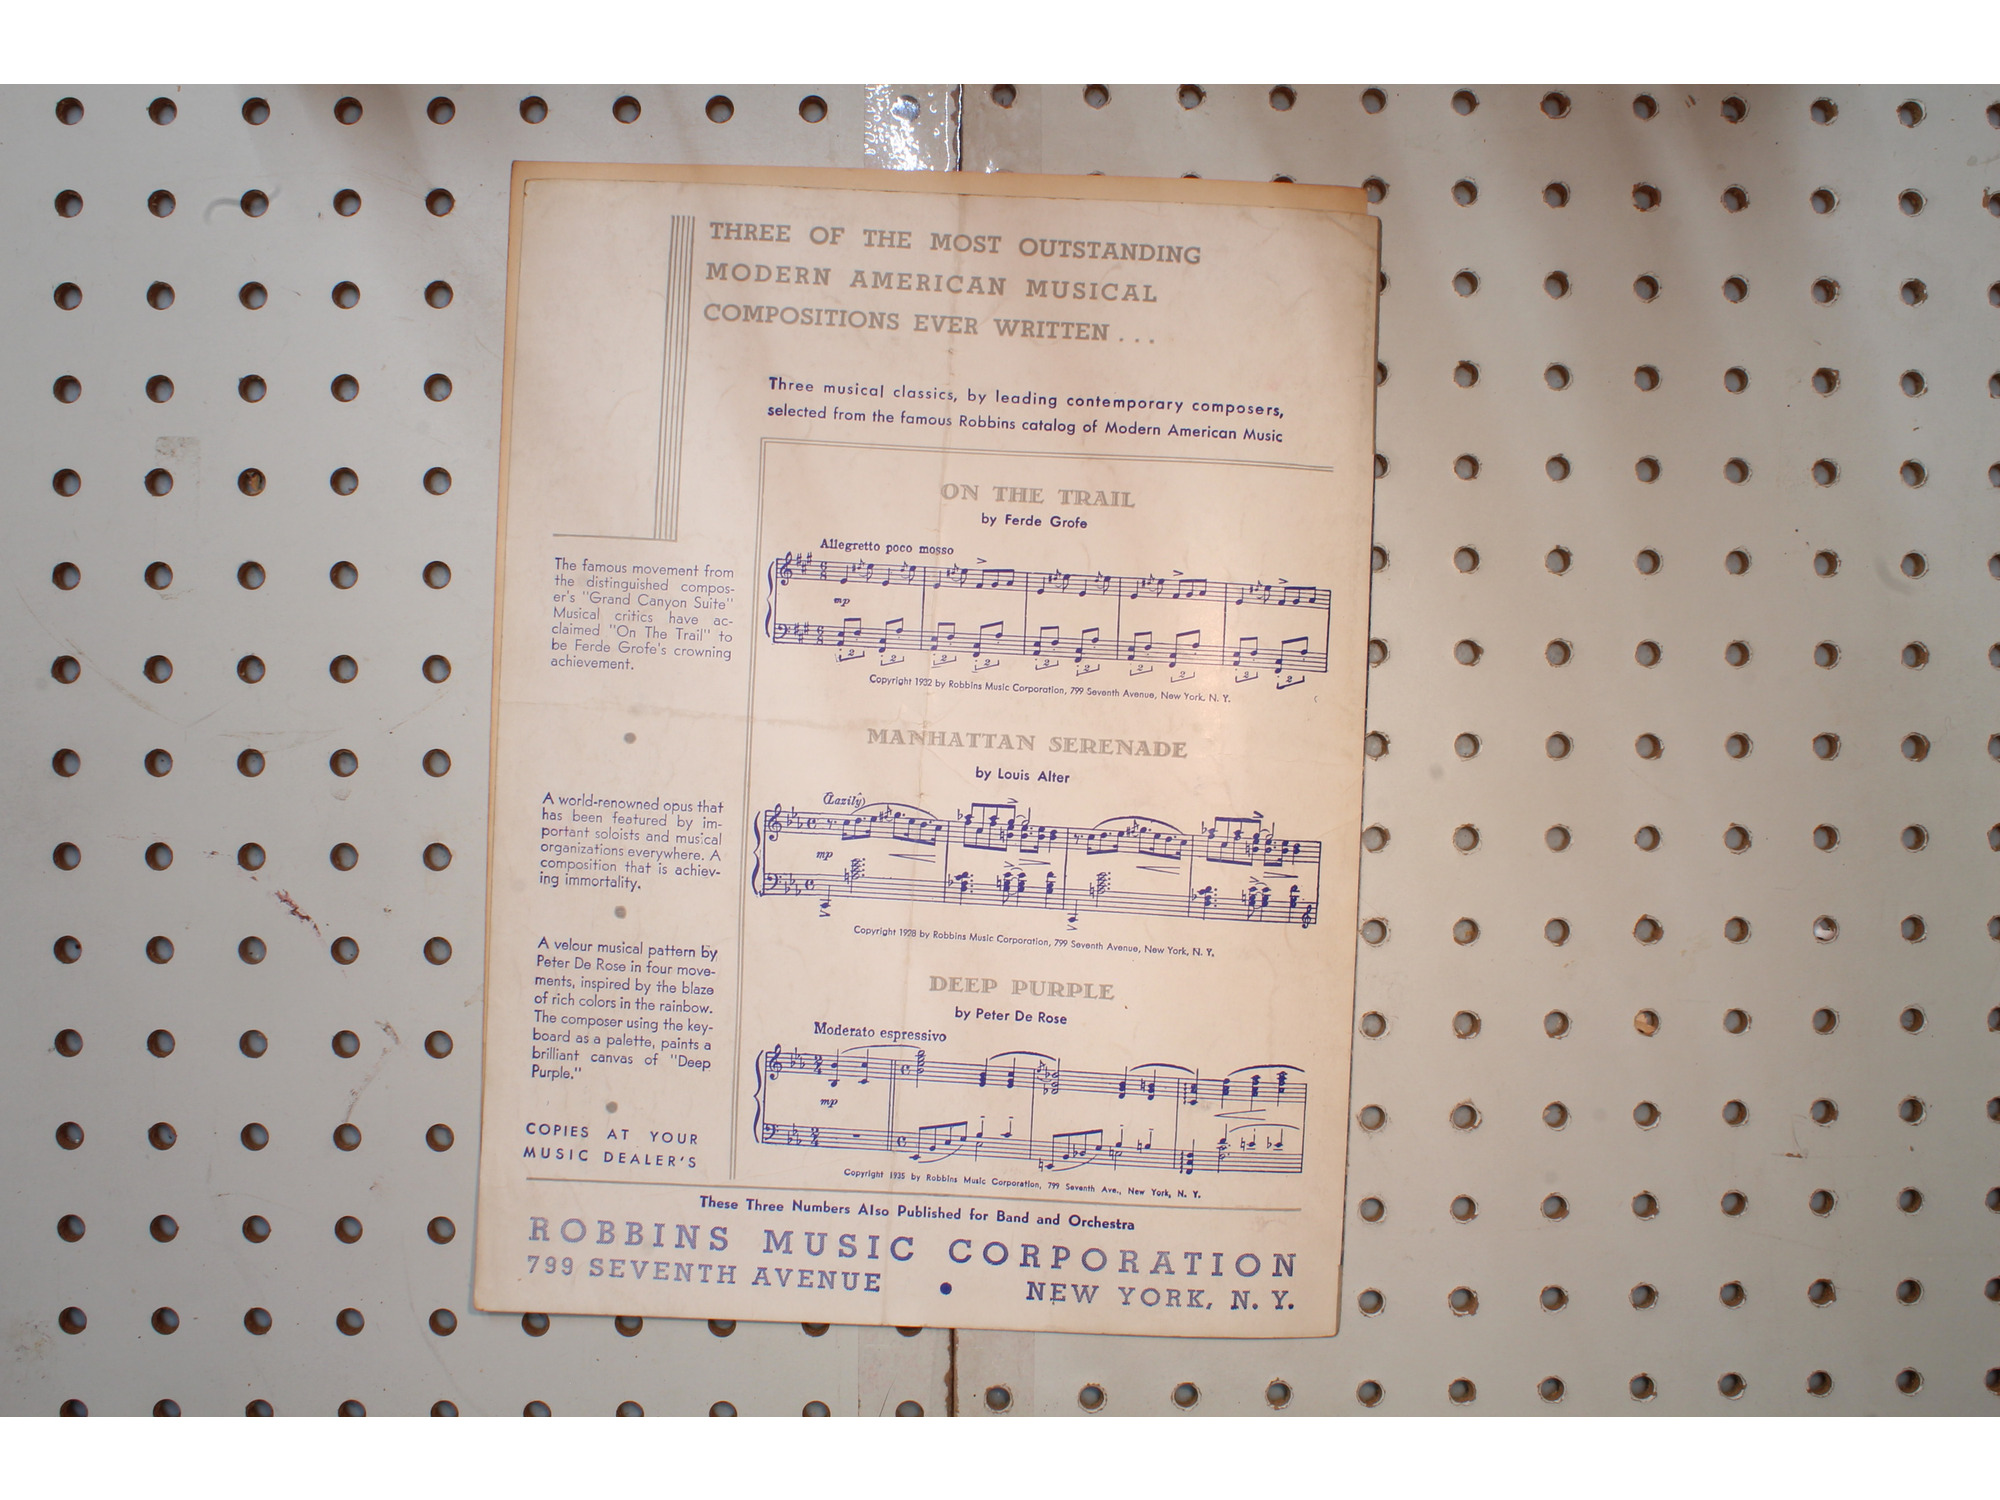 THREE OF THE MOST OUTSTANDING
MODERN AMERICAN MUSICAL
COMPOSITIONS EVER WRITTEN . . .
Three musical classics, by leading contemporary composers,
selected from the famous Robbins catalog of Modern American Music
ON THE TRAIL
by Ferde Grofe
Allegretto poco mosso
mp
2 2 2 2 2 2 2 2 2 2
Copyright 1932 by Robbins Music Corporation, 799 Seventh Avenue, New York, N. Y.
The famous movement from
the distinguished compos-
er's "Grand Canyon Suite"
Musical critics have ac-
claimed "On The Trail" to
be Ferde Grofe's crowning
achievement.
MANHATTAN SERENADE
by Louis Alter
(Lazily)
mp
Copyright 1928 by Robbins Music Corporation, 799 Seventh Avenue, New York, N. Y.
A world-renowned opus that
has been featured by im-
portant soloists and musical
organizations everywhere. A
composition that is achiev-
ing immortality.
DEEP PURPLE
by Peter De Rose
Moderato espressivo
mp
Copyright 1935 by Robbins Music Corporation, 799 Seventh Ave., New York, N. Y.
A velour musical pattern by
Peter De Rose in four move-
ments, inspired by the blaze
of rich colors in the rainbow.
The composer using the key-
board as a palette, paints a
brilliant canvas of "Deep
Purple."
COPIES AT YOUR
MUSIC DEALER'S
These Three Numbers Also Published for Band and Orchestra
ROBBINS MUSIC CORPORATION
799 SEVENTH AVENUE • NEW YORK, N. Y.